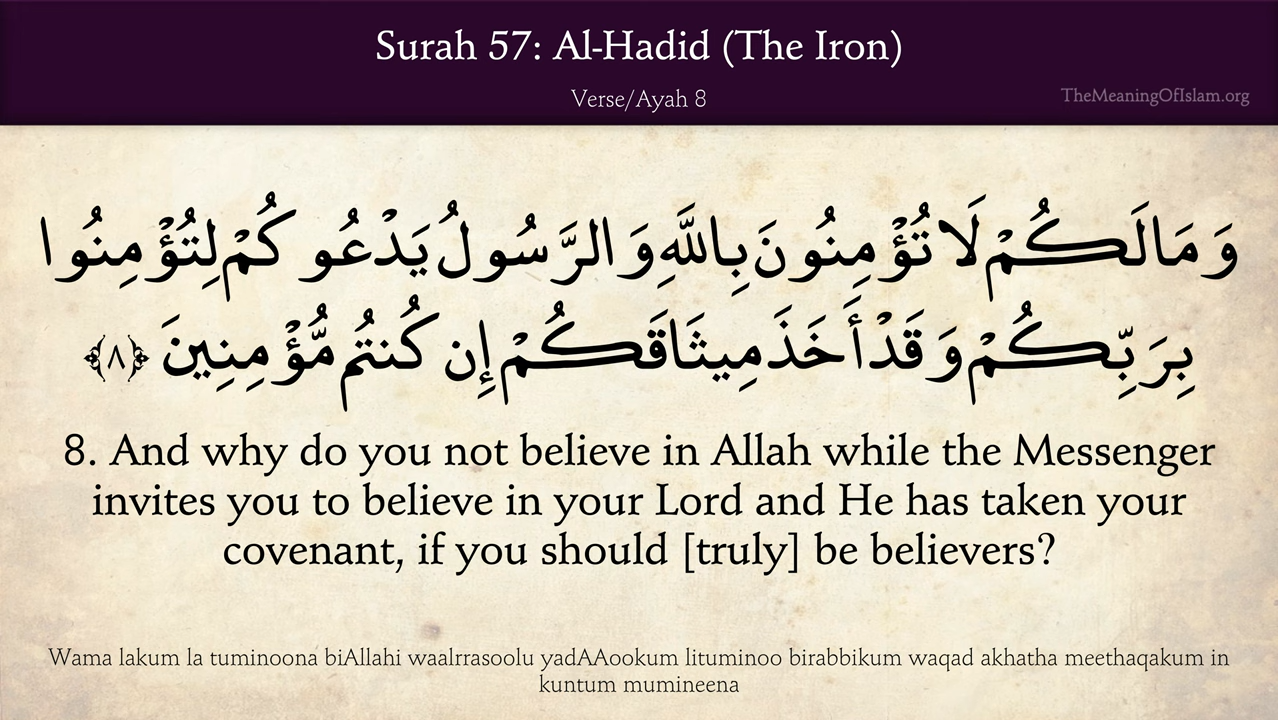 Surah 57: Al-Hadid (The Iron)
Verse/Ayah 8
TheMeaningOfIslam.org
وَمَالَكُمْ لَا تُؤْمِنُونَ بِاللَّهِ وَالرَّسُولُ يَدْعُوكُمْ لِتُؤْمِنُوا
بِرَبِّكُمْ وَقَدْ أَخَذَ مِيثَاقَكُمْ إِن كُنتُم مُّؤْمِنِينَ ﴿٨﴾
8. And why do you not believe in Allah while the Messenger
invites you to believe in your Lord and He has taken your
covenant, if you should [truly] be believers?
Wama lakum la tuminoona biAllahi waalrrasoolu yadAAookum lituminoo birabbikum waqad akhatha meethaqakum in
kuntum mumineena